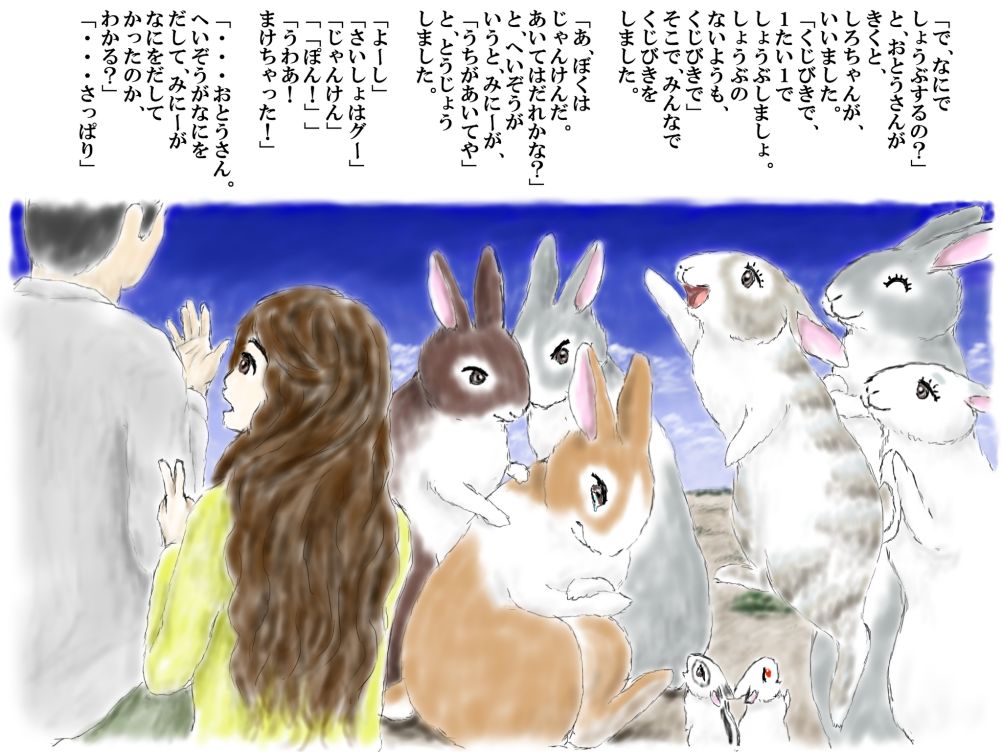 「で、なにで
しょうぶするの？」
と、おとうさんが
きくと、
しろちゃんが、
いいました。
「くじびきで、
１たい１で
しょうぶしましょ。
しょうぶの
ないようも、
くじびきで」
そこで、みんなで
くじびきを
しました。
「あ、ぼくは
じゃんけんだ。
あいてはだれかな？」
と、へいぞうが
いうと、みにーが、
「うちがあいてや」
と、とうじょう
しました。
「よーし」
「さいしょはグー」
「じゃんけん」
「「ぽん！」」
「うわあ！
まけちゃった！」
「・・・おとうさん。
へいぞうがなにを
だして、みにーが
なにをだして
かったのか、
わかる？」
「・・・さっぱり」